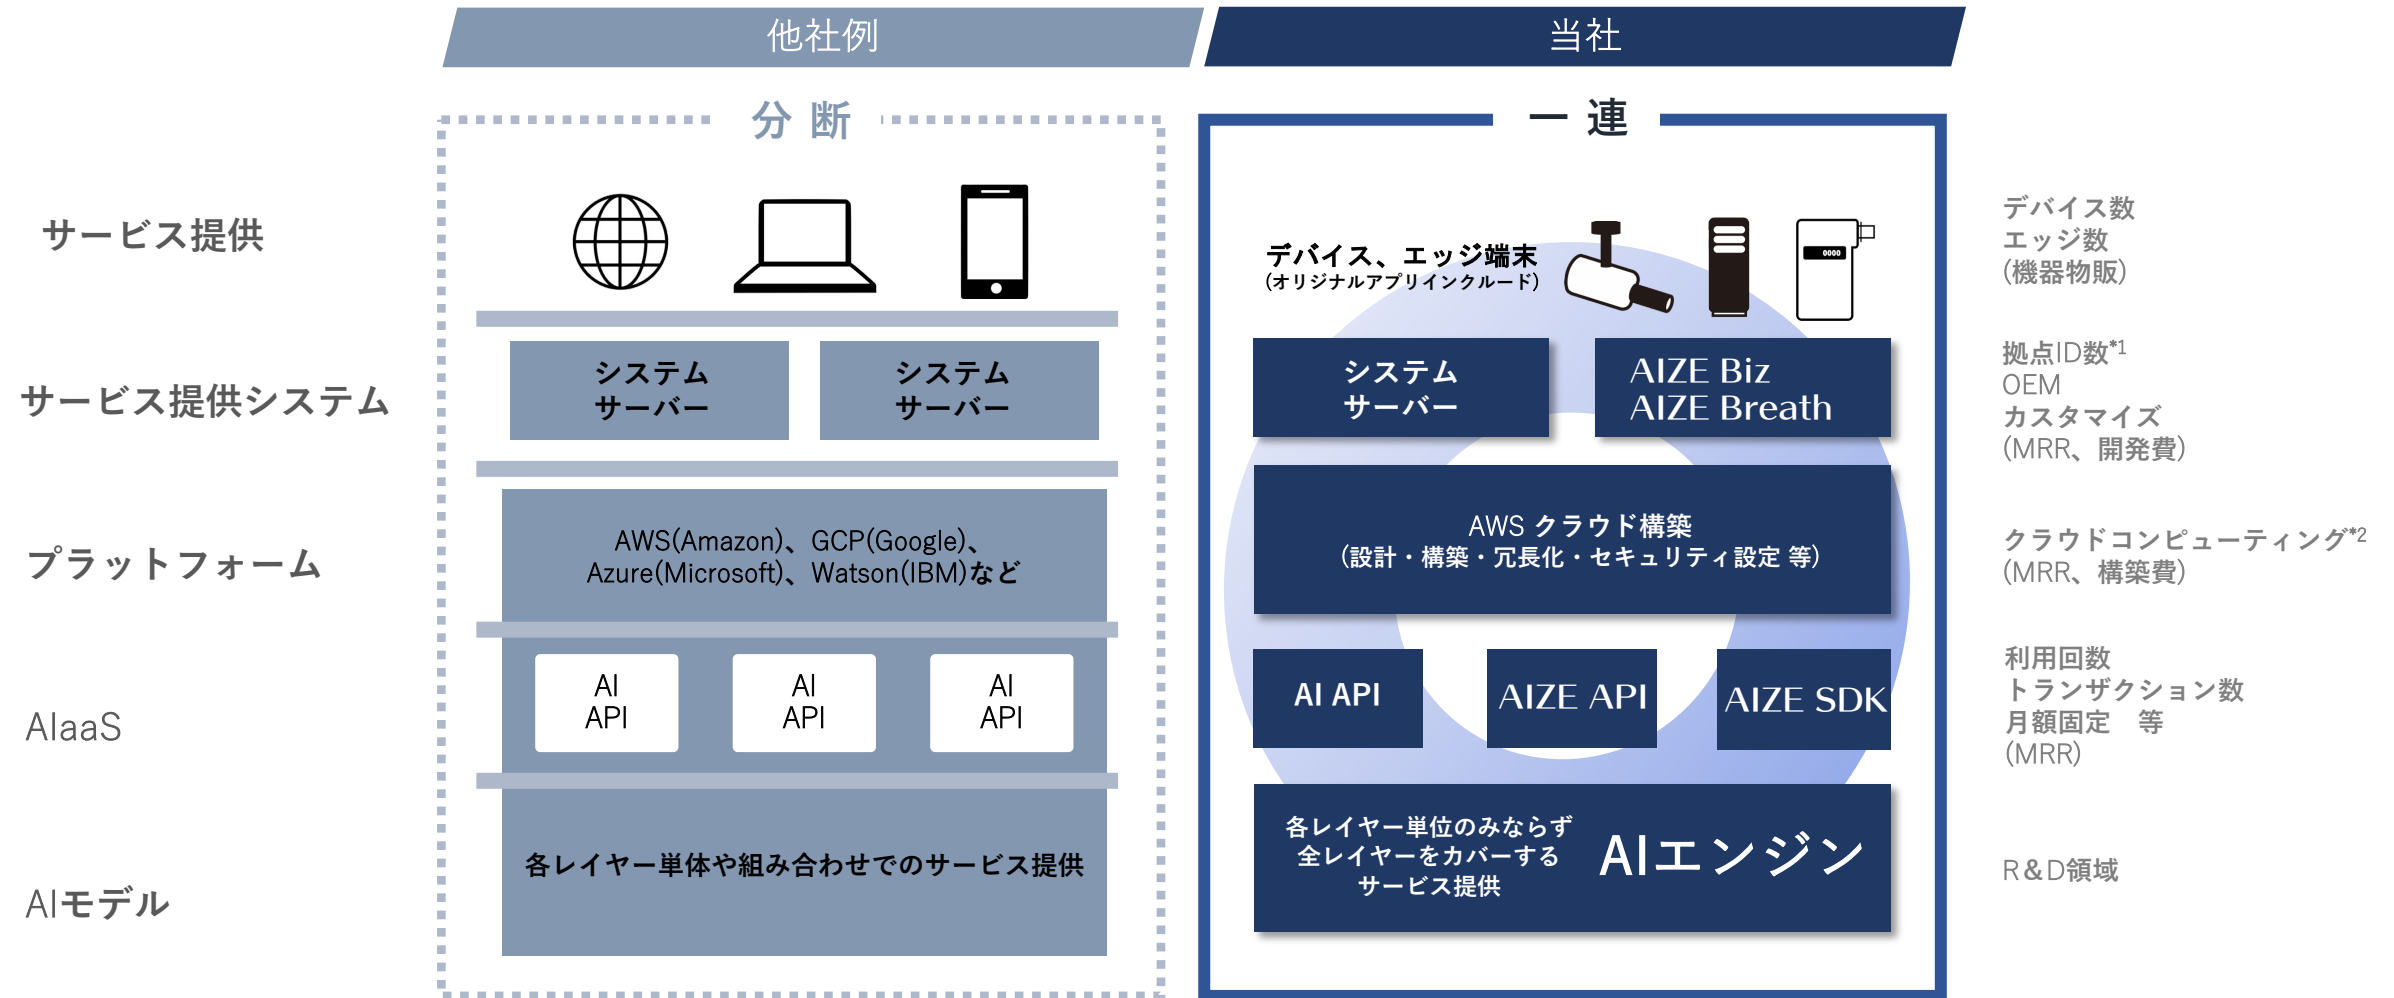 他社例
当社
分断
一連
サービス提供
デバイス、エッジ端末
(オリジナルアプリインクルード)
0000
デバイス数
エッジ数
(機器物販)
サービス提供システム
システム
サーバー
システム
サーバー
システム
サーバー
AIZE Biz
AIZE Breath
拠点ID数*1
OEM
カスタマイズ
(MRR、開発費)
プラットフォーム
AWS(Amazon)、GCP(Google)、
Azure(Microsoft)、Watson(IBM)など
AWS クラウド構築
(設計・構築・冗長化・セキュリティ設定 等)
クラウドコンピューティング*2
(MRR、構築費)
AIaaS
AI
API
AI
API
AI
API
AI API
AIZE API
AIZE SDK
利用回数
トランザクション数
月額固定　等
(MRR)
AIモデル
各レイヤー単体や組み合わせでのサービス提供
各レイヤー単位のみならず
全レイヤーをカバーする
サービス提供
AIエンジン
R&D領域